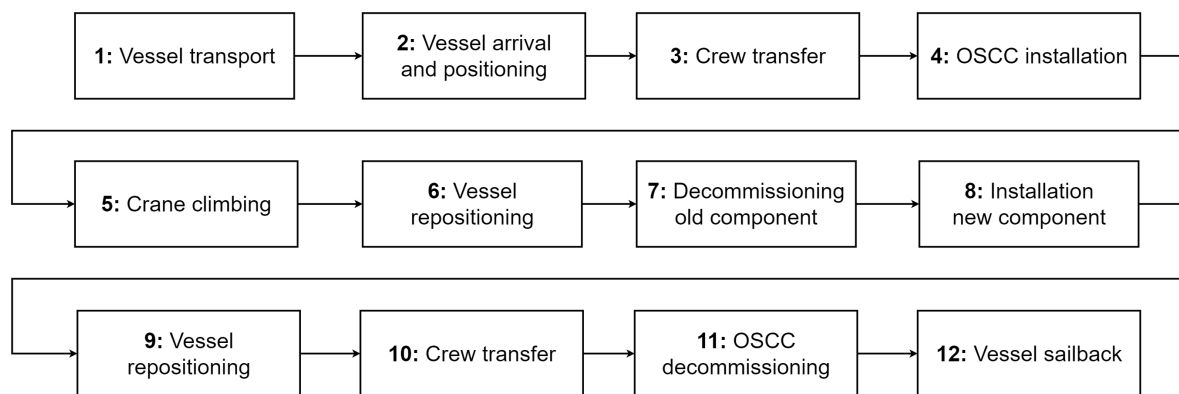 1: Vessel transport
2: Vessel arrival
and positioning
3: Crew transfer
4: OSCC installation
5: Crane climbing
6: Vessel
repositioning
7: Decommissioning
old component
8: Installation
new component
9: Vessel
repositioning
10: Crew transfer
11: OSCC
decommissioning
12: Vessel sailback